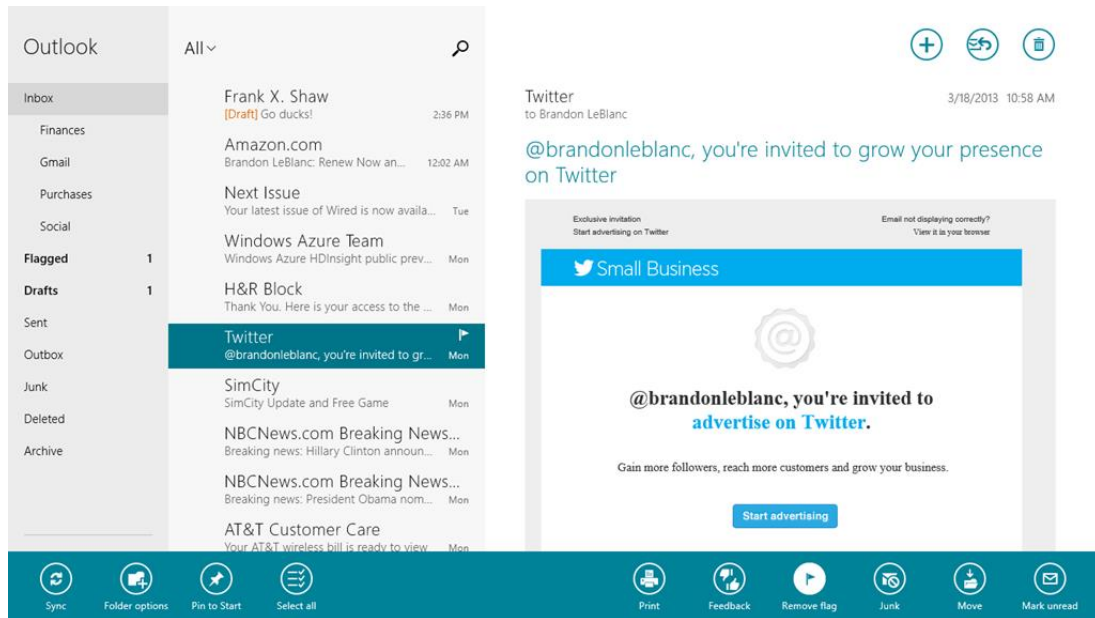 Outlook
Inbox
Finances
Gmail
Purchases
Social
Flagged 1
Drafts 1
Sent
Outbox
Junk
Deleted
Archive
All
Frank X. Shaw
[Draft] Go ducks! 2:36 PM
Amazon.com
Brandon LeBlanc: Renew Now an... 12:02 AM
Next Issue
Your latest issue of Wired is now availa... Tue
Windows Azure Team
Windows Azure HDInsight public prev... Mon
H&R Block
Thank You. Here is your access to the ... Mon
Twitter
@brandonleblanc, you're invited to gr... Mon
SimCity
SimCity Update and Free Game Mon
NBCNews.com Breaking News...
Breaking news: Hillary Clinton announ... Mon
NBCNews.com Breaking News...
Breaking news: President Obama nom... Mon
AT&T Customer Care
Your AT&T wireless bill is ready to view Mon
Twitter 3/18/2013 10:58 AM
to Brandon LeBlanc
@brandonleblanc, you're invited to grow your presence
on Twitter
Exclusive invitation Email not displaying correctly?
Start advertising on Twitter View it in your browser
Small Business
@
@brandonleblanc, you're invited to
advertise on Twitter.
Gain more followers, reach more customers and grow your business.
Start advertising
Sync Folder options Pin to Start Select all Print Feedback Remove flag Junk Move Mark unread